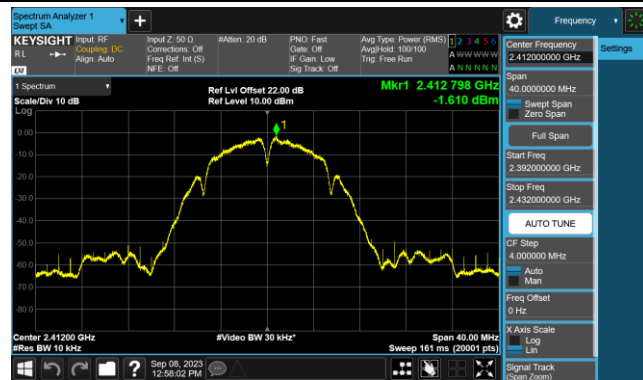 Spectrum Analyzer 1
Swept SA
Frequency
KEYSIGHT
RL
LXI
Input: RF
Coupling: DC
Align: Auto
Input Z: 50 Ω
Corrections: Off
Freq Ref: Int (S)
NFE: Off
#Atten: 20 dB
PNO: Fast
Gate: Off
IF Gain: Low
Sig Track: Off
Avg Type: Power (RMS)
Avg|Hold: 100/100
Trig: Free Run
1 2 3 4 5 6
A W W W W W
A N N N N N
Center Frequency
2.412000000 GHz
Settings
Span
40.0000000 MHz
Swept Span
Zero Span
Full Span
Start Freq
2.392000000 GHz
Stop Freq
2.432000000 GHz
AUTO TUNE
CF Step
4.000000 MHz
Auto
Man
Freq Offset
0 Hz
X Axis Scale
Log
Lin
Signal Track
(Span Zoom)
1 Spectrum
Scale/Div 10 dB
Log
Ref Lvl Offset 22.00 dB
Ref Level 10.00 dBm
Mkr1 2.412 798 GHz
-1.610 dBm
1
0.00
-10.0
-20.0
-30.0
-40.0
-50.0
-60.0
-70.0
-80.0
Center 2.41200 GHz
#Res BW 10 kHz
#Video BW 30 kHz*
Span 40.00 MHz
Sweep 161 ms (20001 pts)
?
Sep 08, 2023
12:58:02 PM